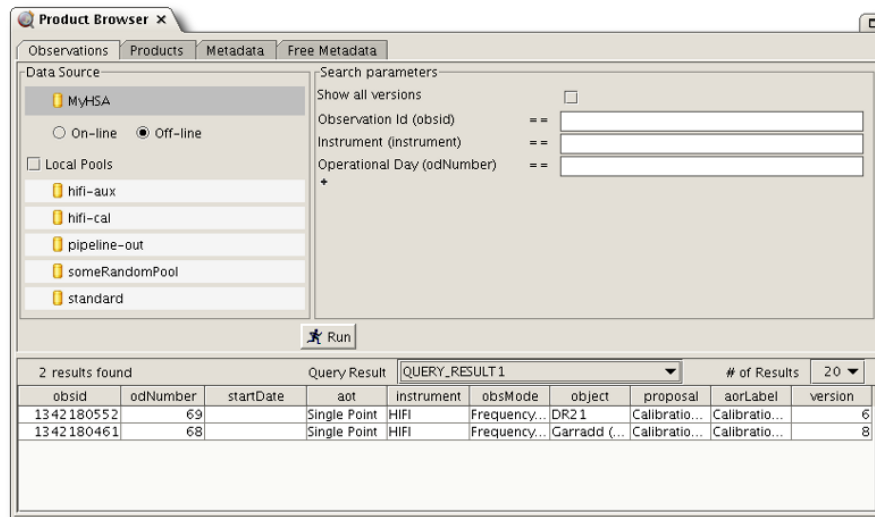 Product Browser ×
Observations Products Metadata Free Metadata
Data Source
MyHSA
On-line Off-line
Local Pools
hifi-aux
hifi-cal
pipeline-out
someRandomPool
standard
Search parameters
Show all versions
Observation Id (obsid) ==
Instrument (instrument) ==
Operational Day (odNumber) ==
+
Run
2 results found Query Result QUERY_RESULT1 # of Results 20
obsid odNumber startDate aot instrument obsMode object proposal aorLabel version
1342180552 69 Single Point HIFI Frequency... DR21 Calibratio... Calibratio... 6
1342180461 68 Single Point HIFI Frequency... Garradd (... Calibratio... Calibratio... 8